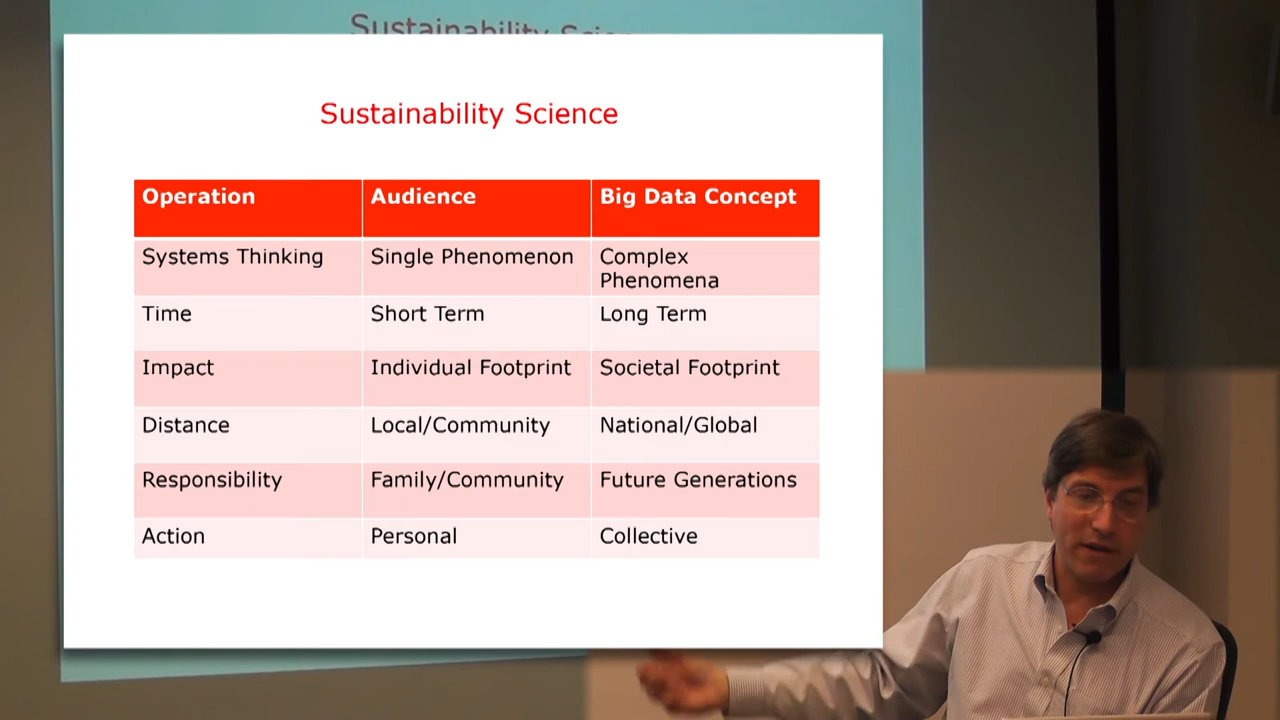 Sustainability
Sustainability Science
Operation Audience Big Data Concept
Systems Thinking Single Phenomenon Complex
Phenomena
Time Short Term Long Term
Impact Individual Footprint Societal Footprint
Distance Local/Community National/Global
Responsibility Family/Community Future Generations
Action Personal Collective